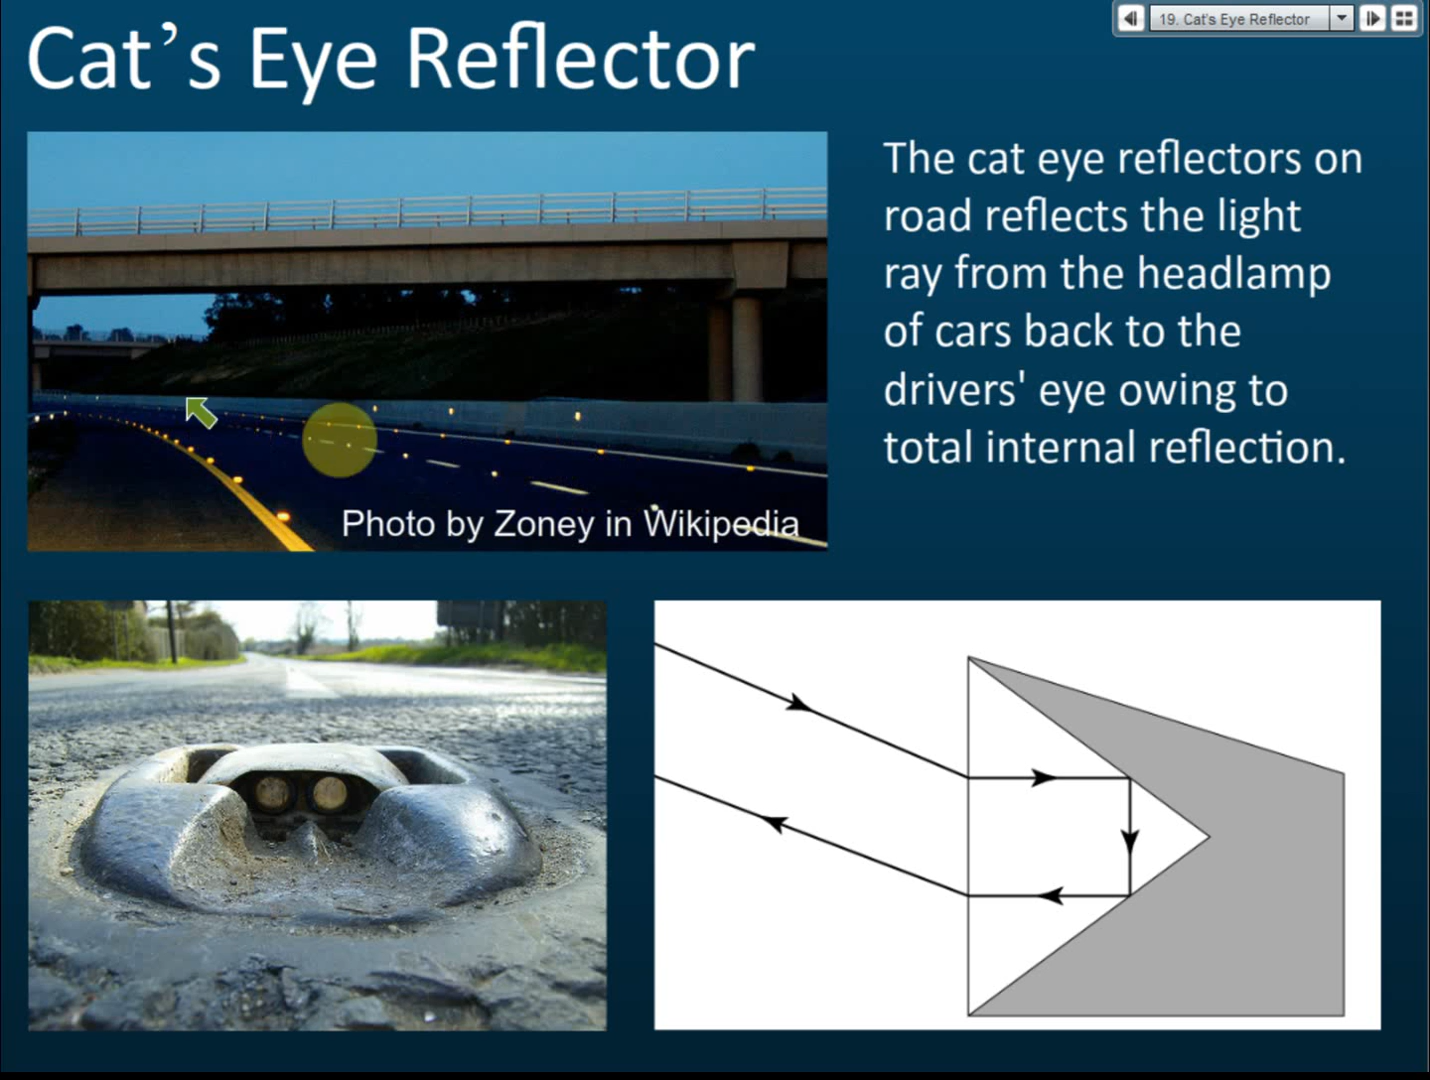 Cat’s Eye Reflector
19. Cat's Eye Reflector
The cat eye reflectors on
road reflects the light
ray from the headlamp
of cars back to the
drivers' eye owing to
total internal reflection.
Photo by Zoney in Wikipedia